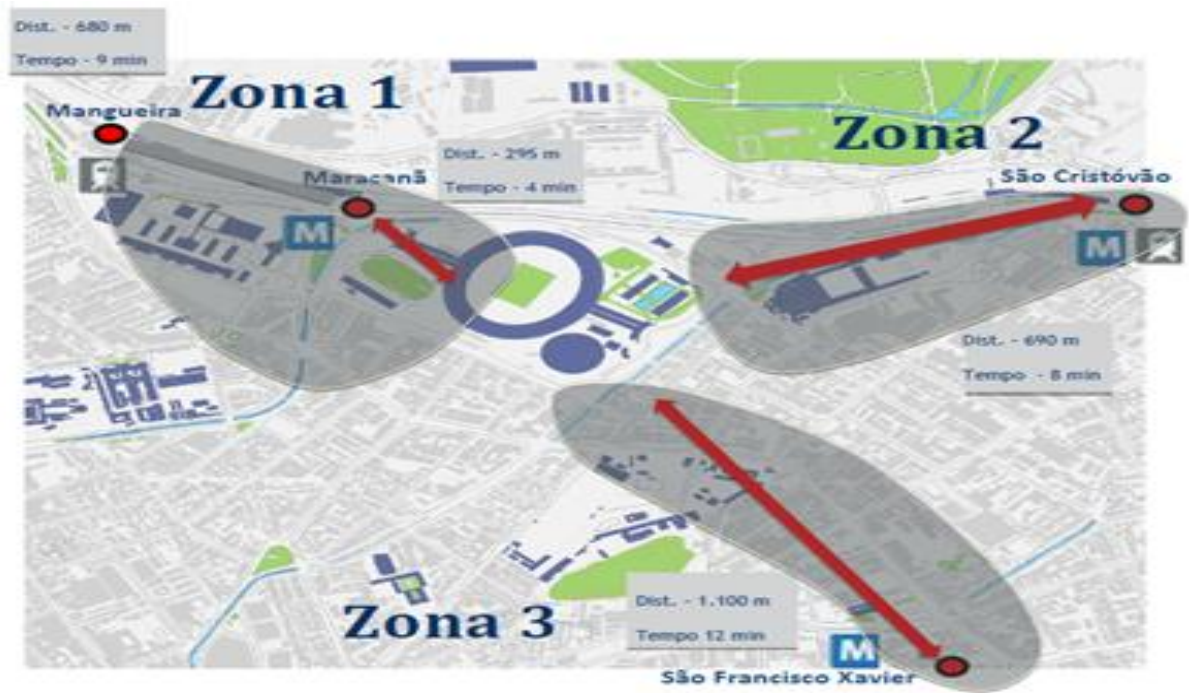 Dist. - 680 m
Tempo - 9 min
Zona 1
Mangueira
Dist. - 295 m
Tempo - 4 min
Maracanã
M
Zona 2
São Cristóvão
M
Dist. - 690 m
Tempo - 8 min
Zona 3
Dist. - 1.100 m
Tempo 12 min
M
São Francisco Xavier